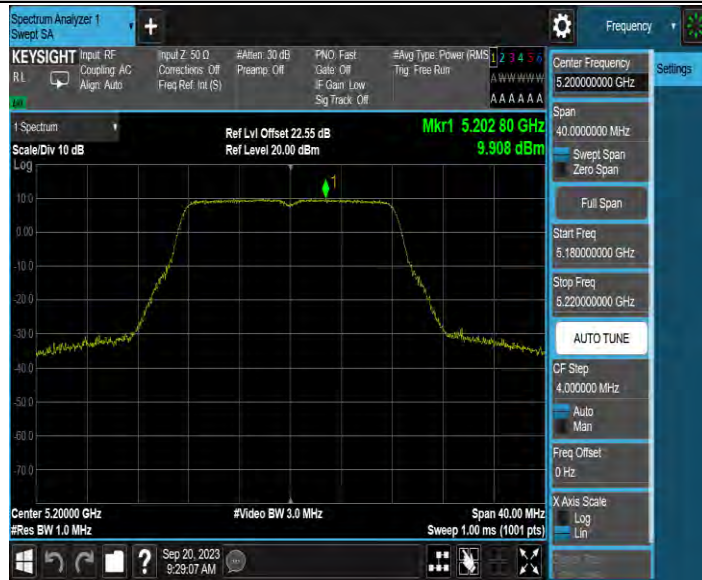 Spectrum Analyzer 1
Swept SA
Frequency
KEYSIGHT
RL
Input: RF
Coupling: AC
Align: Auto
Input Z: 50 Ω
Corrections: Off
Freq Ref: Int (S)
#Atten: 30 dB
Preamp: Off
PNO: Fast
Gate: Off
IF Gain: Low
Sig Track: Off
#Avg Type: Power (RMS
Trig: Free Run
1 2 3 4 5 6
A W W W W W
A A A A A A
1 Spectrum
Scale/Div 10 dB
Log
Ref Lvl Offset 22.55 dB
Ref Level 20.00 dBm
Mkr1 5.202 80 GHz
9.908 dBm
1
10.0
0.00
-10.0
-20.0
-30.0
-40.0
-50.0
-60.0
-70.0
Center 5.20000 GHz
#Res BW 1.0 MHz
#Video BW 3.0 MHz
Span 40.00 MHz
Sweep 1.00 ms (1001 pts)
Sep 20, 2023
9:29:07 AM
Center Frequency
5.200000000 GHz
Settings
Span
40.0000000 MHz
Swept Span
Zero Span
Full Span
Start Freq
5.180000000 GHz
Stop Freq
5.220000000 GHz
AUTO TUNE
CF Step
4.000000 MHz
Auto
Man
Freq Offset
0 Hz
X Axis Scale
Log
Lin